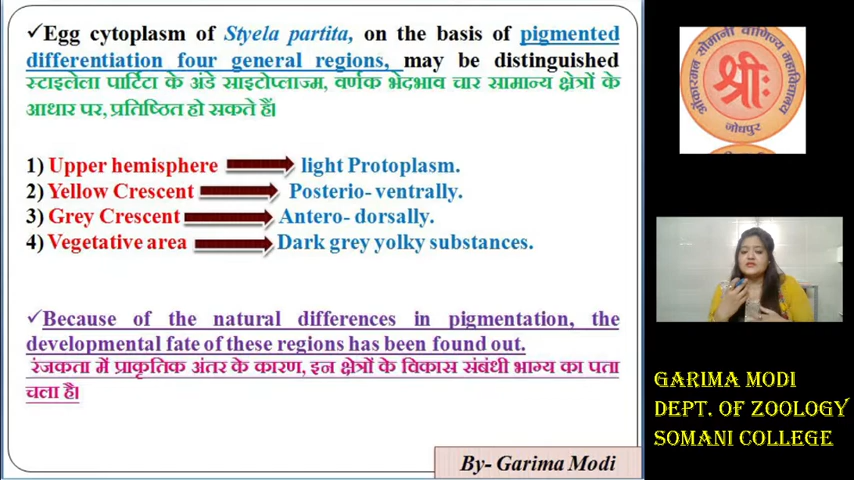 ✓Egg cytoplasm of Styela partita, on the basis of pigmented
differentiation four general regions, may be distinguished
स्टाइलेला पार्टिटा के अंडे साइटोप्लाज्म, वर्णक भेदभाव चार सामान्य क्षेत्रों के
आधार पर, प्रतिष्ठित हो सकते हैं।
1) Upper hemisphere light Protoplasm.
2) Yellow Crescent Posterio- ventrally.
3) Grey Crescent Antero- dorsally.
4) Vegetative area Dark grey yolky substances.
✓Because of the natural differences in pigmentation, the
developmental fate of these regions has been found out.
रंजकता में प्राकृतिक अंतर के कारण, इन क्षेत्रों के विकास संबंधी भाग्य का पता
चला है।
By- Garima Modi
ओंकारमल सोमानी वाणिज्य महाविद्यालय
श्रीः
जोधपुर
GARIMA MODI
DEPT. OF ZOOLOGY
SOMANI COLLEGE